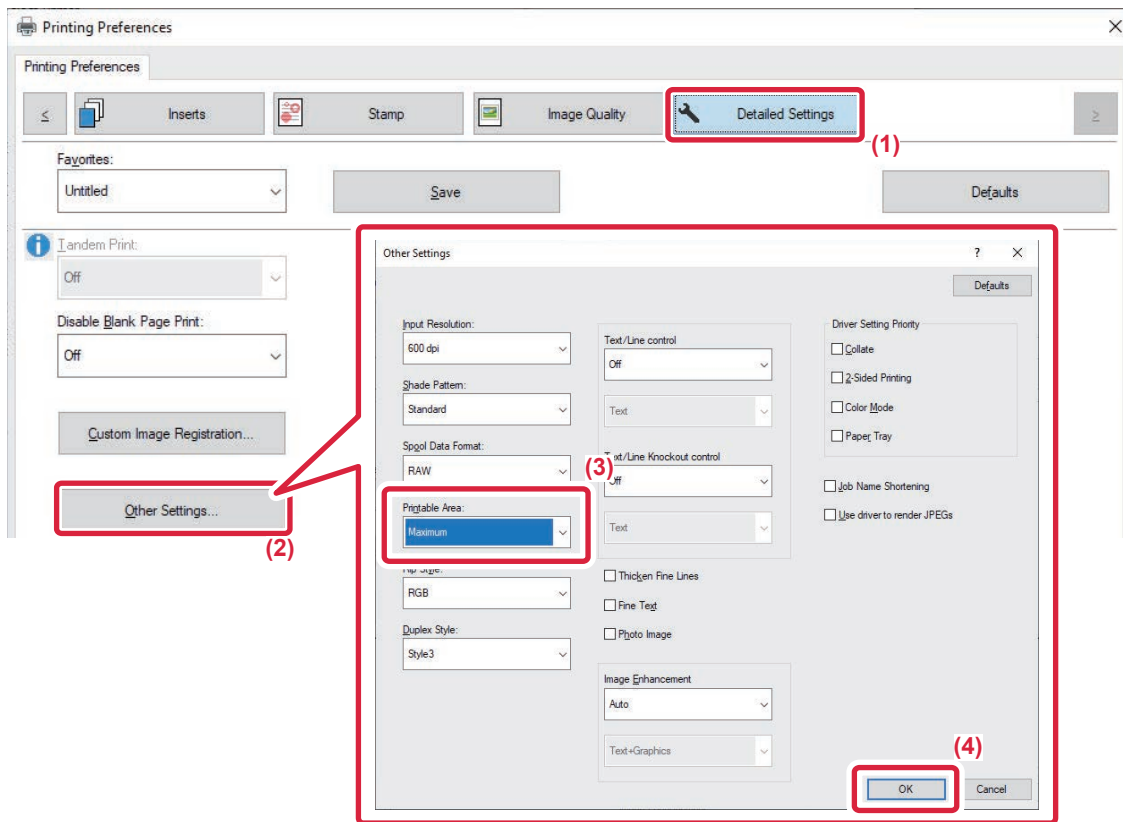 Printing Preferences
Printing Preferences
≤
Inserts
Stamp
Image Quality
Detailed Settings
≥
(1)
Favorites:
Untitled
Save
Defaults
Tandem Print:
Off
Disable Blank Page Print:
Off
Custom Image Registration...
Other Settings...
(2)
Other Settings
?
Defaults
Input Resolution:
600 dpi
Shade Pattern:
Standard
Spool Data Format:
RAW
(3)
Printable Area:
Maximum
Rip Style:
RGB
Duplex Style:
Style3
Text/Line control
Off
Text
Text/Line Knockout control
Off
Text
Thicken Fine Lines
Fine Text
Photo Image
Image Enhancement
Auto
Text+Graphics
Driver Setting Priority
Collate
2-Sided Printing
Color Mode
Paper Tray
Job Name Shortening
Use driver to render JPEGs
(4)
OK
Cancel